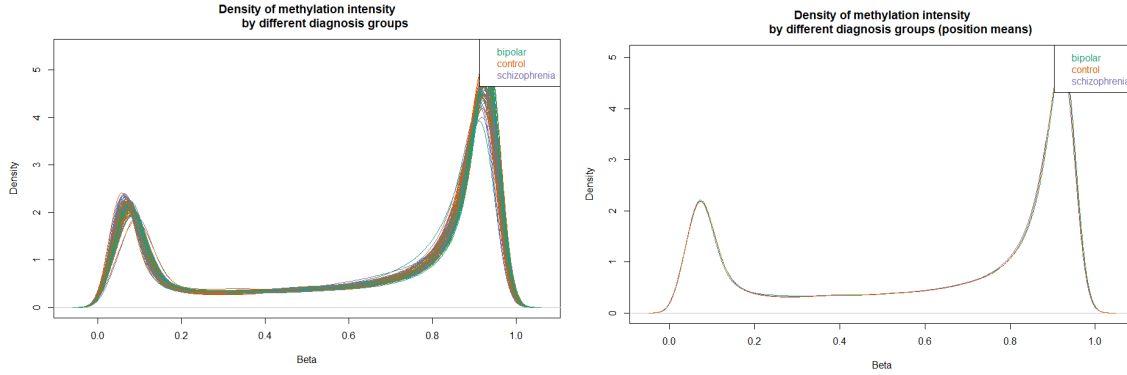 Density of methylation intensity
by different diagnosis groups
bipolar
control
schizophrenia
Density
0
1
2
3
4
5
0.0 0.2 0.4 0.6 0.8 1.0
Beta
Density of methylation intensity
by different diagnosis groups (position means)
bipolar
control
schizophrenia
Density
0
1
2
3
4
5
0.0 0.2 0.4 0.6 0.8 1.0
Beta